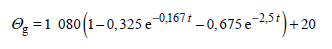 Θg = 1 080(1−0,325 e^−0,167 t − 0,675 e^−2,5 t) + 20